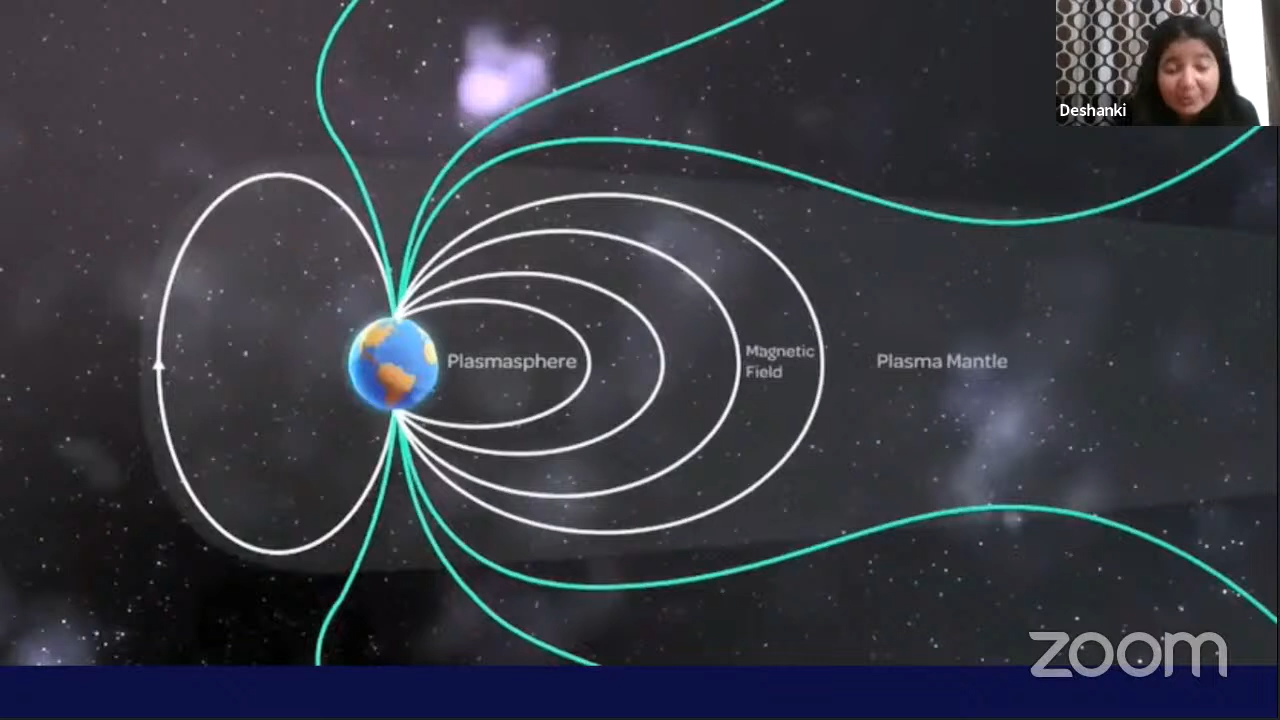 Deshanki
Plasmasphere
Magnetic
Field
Plasma Mantle
zoom